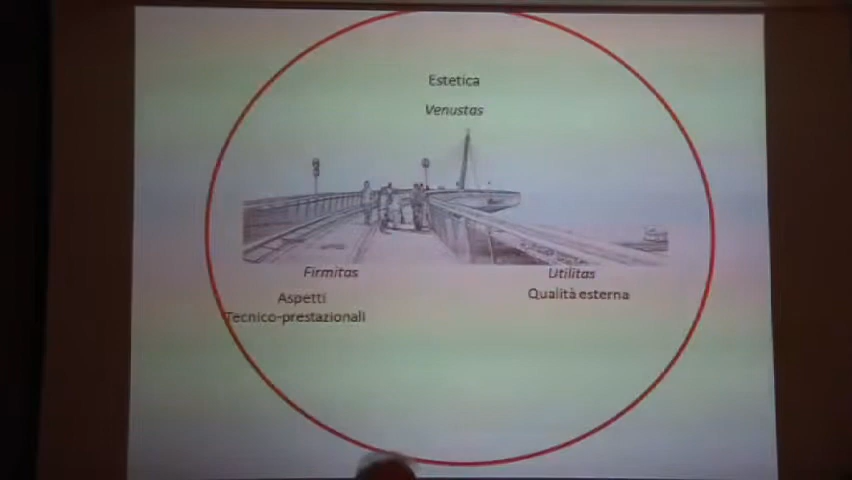 Estetica
Venustas
Firmitas
Utilitas
Aspetti
Qualità esterna
Tecnico-prestazionali